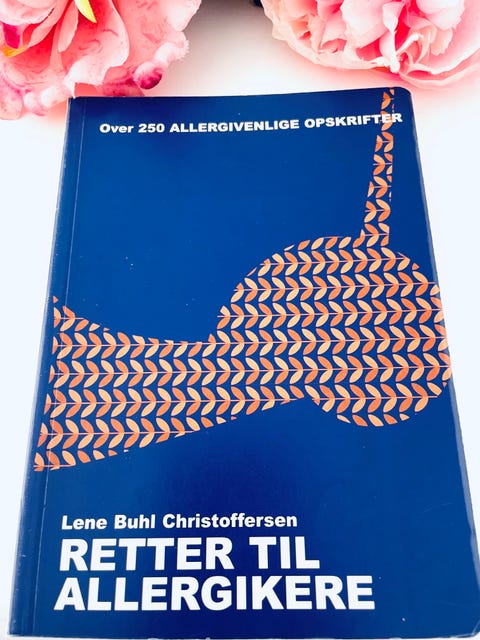 Over 250 ALLERGIVENLIGE OPSKRIFTER
Lene Buhl Christoffersen
RETTER TIL
ALLERGIKERE